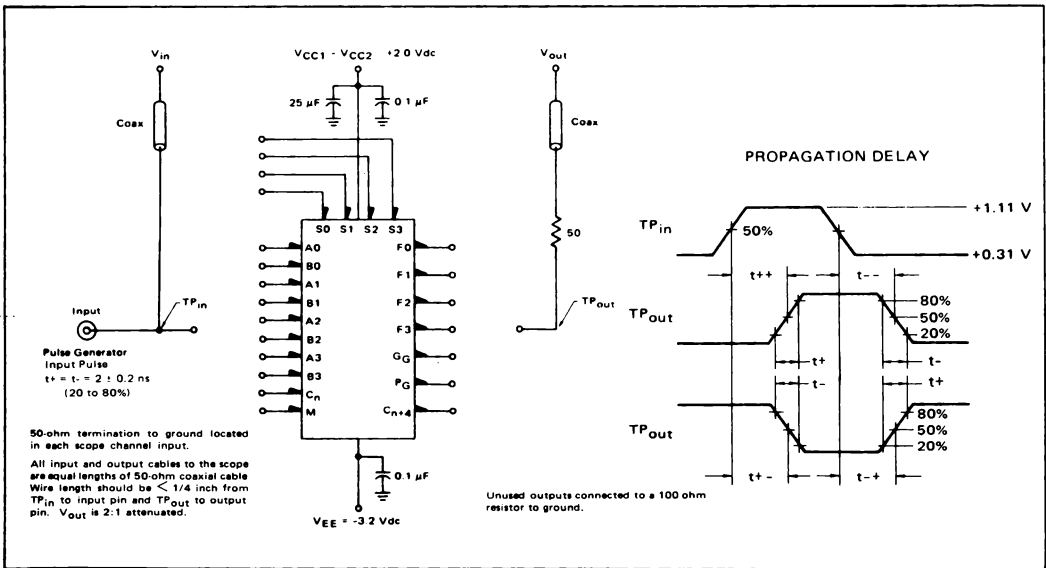 Vin
Coax
Input
TPin
Pulse Generator
Input Pulse
t+ = t- = 2 ± 0.2 ns
(20 to 80%)
50-ohm termination to ground located
in each scope channel input.
All input and output cables to the scope
are equal lengths of 50-ohm coaxial cable
Wire length should be < 1/4 inch from
TPin to input pin and TPout to output
pin. Vout is 2:1 attenuated.
VCC1 - VCC2 +2.0 Vdc
25 µF
0.1 µF
S0 S1 S2 S3
A0
B0
A1
B1
A2
B2
A3
B3
Cn
M
F0
F1
F2
F3
GG
PG
Cn+4
0.1 µF
VEE = -3.2 Vdc
Vout
Coax
50
TPout
Unused outputs connected to a 100 ohm
resistor to ground.
PROPAGATION DELAY
TPin
50%
+1.11 V
+0.31 V
t++
t--
TPout
80%
50%
20%
t+
t-
t-
t+
TPout
80%
50%
20%
t+-
t-+